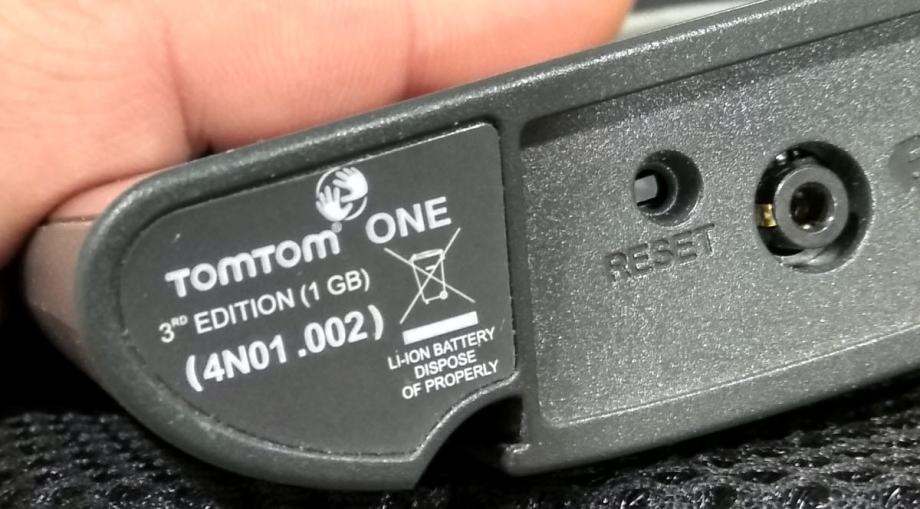 TOMTOM® ONE
3RD EDITION (1 GB)
(4N01.002)
LI-ION BATTERY
DISPOSE
OF PROPERLY
RESET